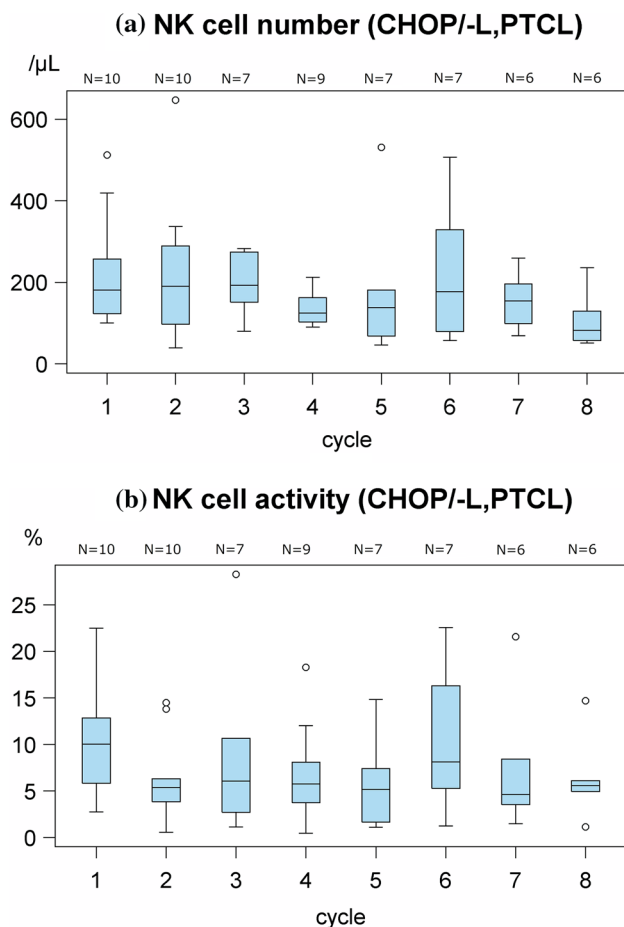 (a) NK cell number (CHOP/-L,PTCL)
/µL
N=10 N=10 N=7 N=9 N=7 N=7 N=6 N=6
600
400
200
0
1 2 3 4 5 6 7 8
cycle
(b) NK cell activity (CHOP/-L,PTCL)
%
N=10 N=10 N=7 N=9 N=7 N=7 N=6 N=6
25
20
15
10
5
0
1 2 3 4 5 6 7 8
cycle